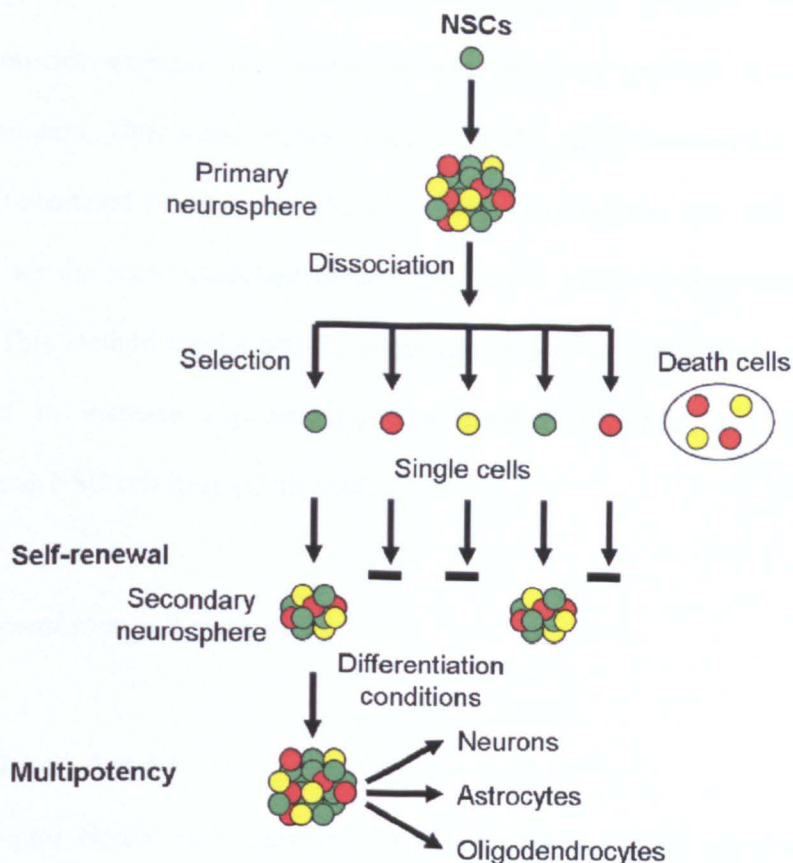 NSCs
Primary
neurosphere
Dissociation
Selection
Death cells
Single cells
Self-renewal
Secondary
neurosphere
Differentiation
conditions
Multipotency
Neurons
Astrocytes
Oligodendrocytes